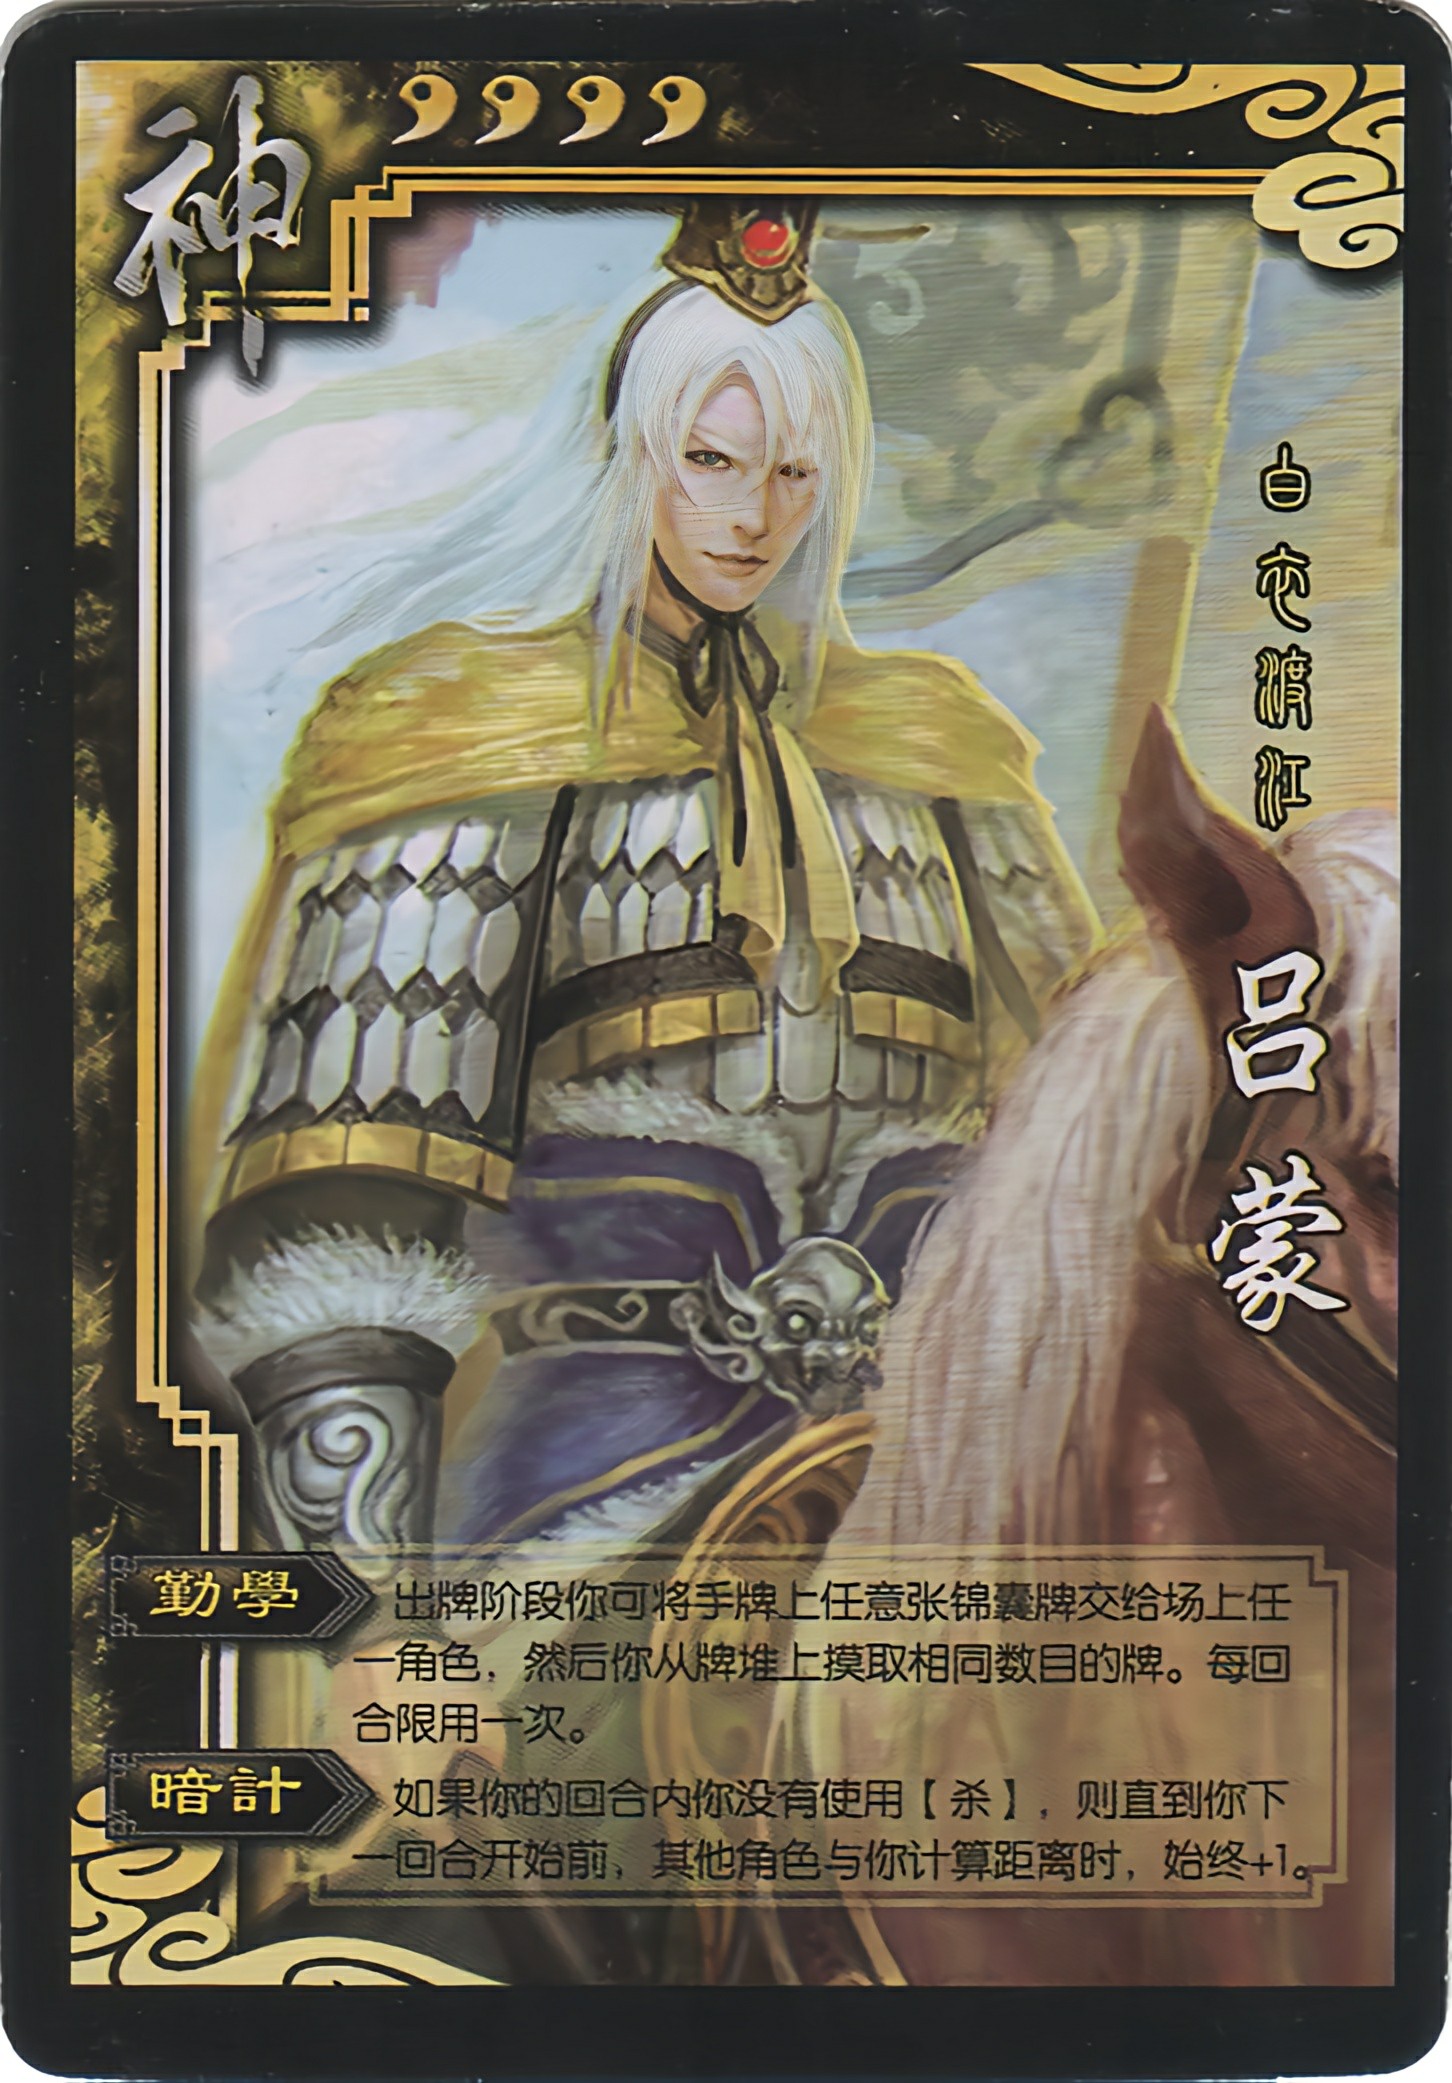 神
白衣渡江
吕蒙
勤學
出牌阶段你可将手牌上任意张锦囊牌交给场上任
一角色，然后你从牌堆上摸取相同数目的牌。每回
合限用一次。
暗計
如果你的回合内你没有使用【杀】，则直到你下
一回合开始前，其他角色与你计算距离时，始终+1。